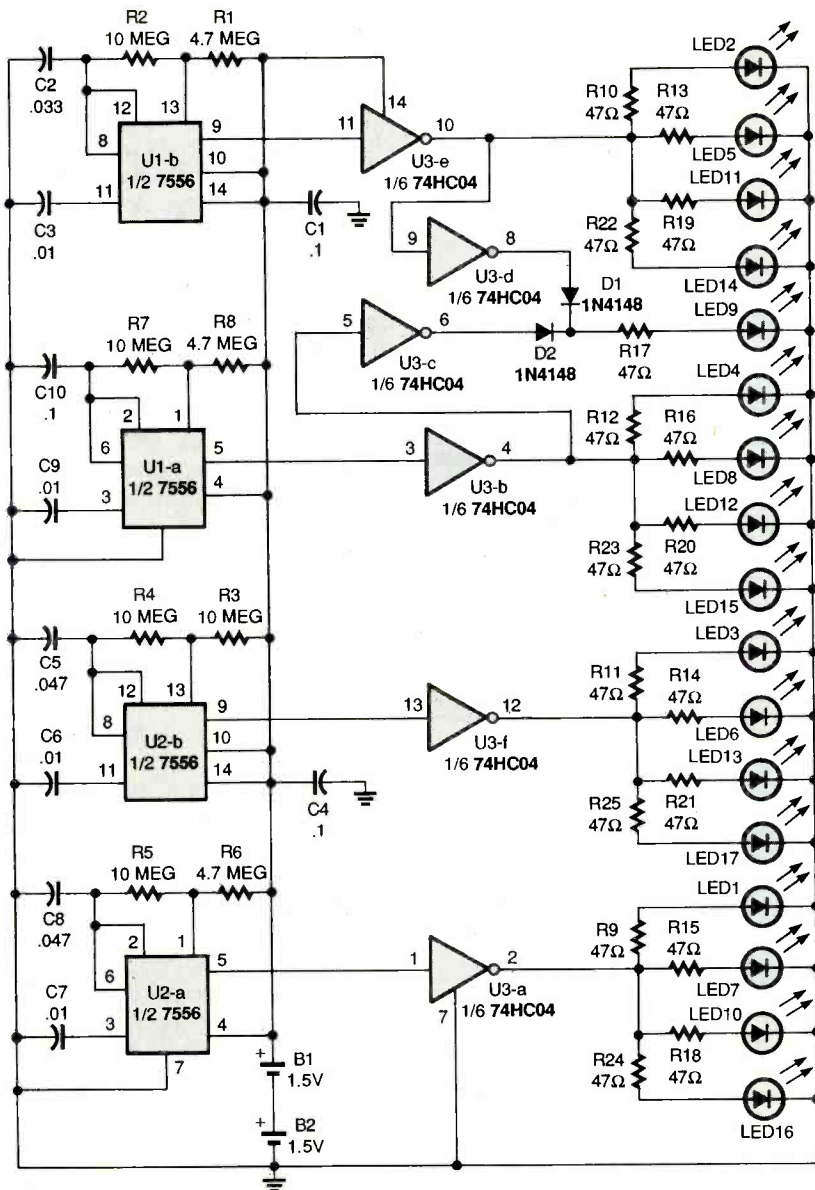 R2
10 MEG
R1
4.7 MEG
C2
.033
12
13
8
9
U1-b
1/2 7556
10
11
14
C3
.01
C1
.1
14
11
10
U3-e
1/6 74HC04
9
8
U3-d
1/6 74HC04
D1
1N4148
5
6
U3-c
1/6 74HC04
D2
1N4148
R17
47Ω
LED2
R10
47Ω
R13
47Ω
LED5
LED11
R22
47Ω
R19
47Ω
LED14
LED9
R7
10 MEG
R8
4.7 MEG
C10
.1
2
1
6
5
U1-a
1/2 7556
4
3
C9
.01
3
4
U3-b
1/6 74HC04
LED4
R12
47Ω
R16
47Ω
LED8
LED12
R23
47Ω
R20
47Ω
LED15
R4
10 MEG
R3
10 MEG
C5
.047
12
13
8
9
U2-b
1/2 7556
10
11
14
C6
.01
C4
.1
13
12
U3-f
1/6 74HC04
LED3
R11
47Ω
R14
47Ω
LED6
LED13
R25
47Ω
R21
47Ω
LED17
R5
10 MEG
R6
4.7 MEG
C8
.047
2
1
6
5
U2-a
1/2 7556
4
3
7
C7
.01
1
2
U3-a
1/6 74HC04
7
LED1
R9
47Ω
R15
47Ω
LED7
LED10
R24
47Ω
R18
47Ω
LED16
+
B1
1.5V
+
B2
1.5V